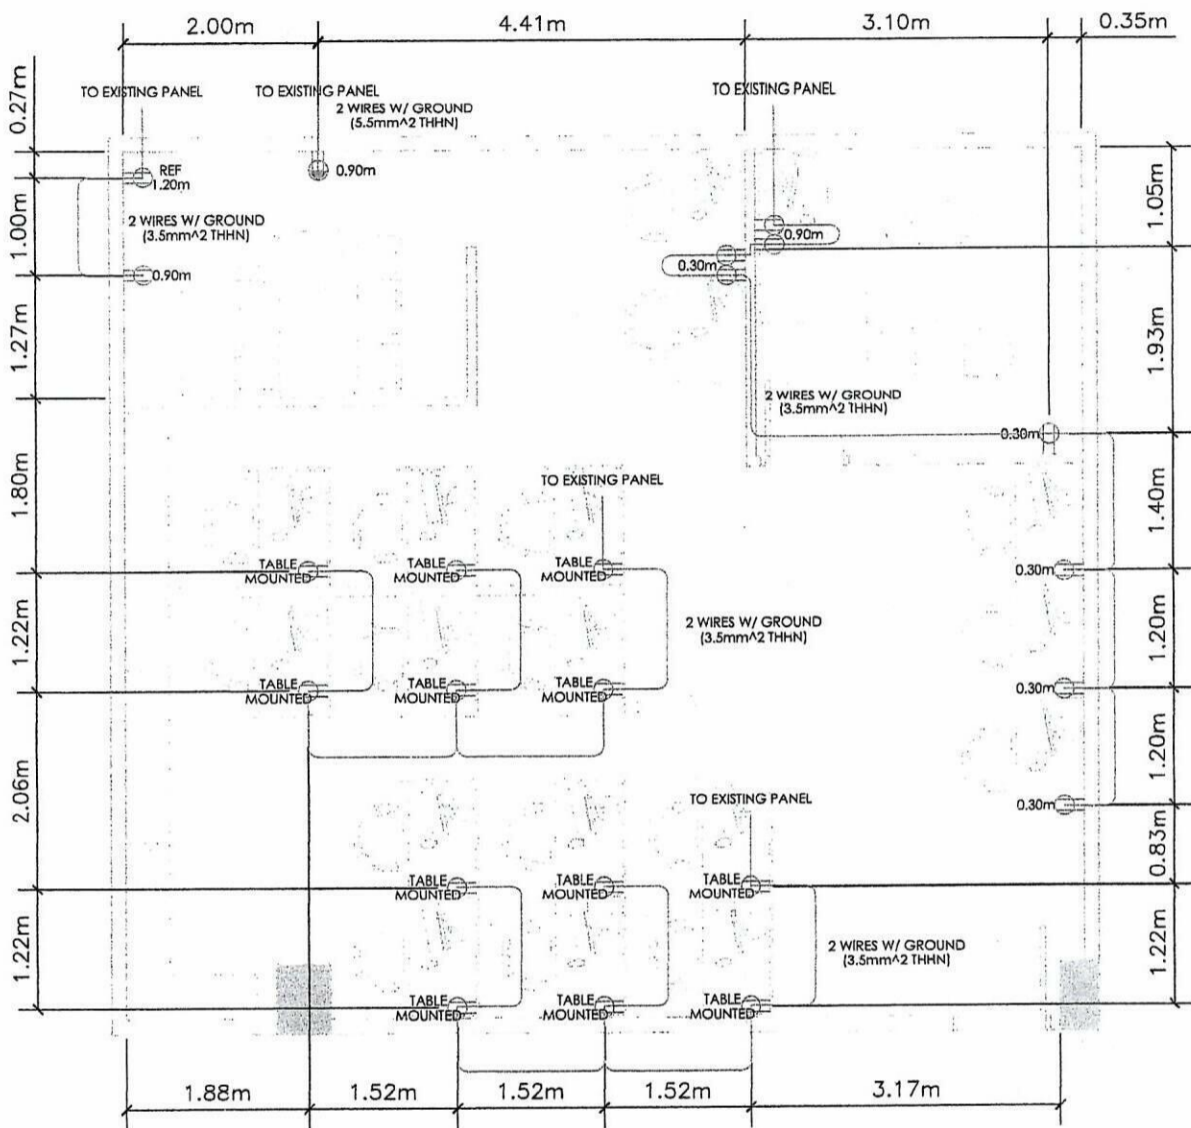 2.00m
4.41m
3.10m
0.35m
0.27m
1.00m
1.27m
1.80m
1.22m
2.06m
1.22m
TO EXISTING PANEL
TO EXISTING PANEL
TO EXISTING PANEL
2 WIRES W/ GROUND
(5.5mm^2 THHN)
REF
1.20m
0.90m
2 WIRES W/ GROUND
(3.5mm^2 THHN)
0.90m
0.90m
0.30m
2 WIRES W/ GROUND
(3.5mm^2 THHN)
0.30m
1.05m
1.93m
1.40m
1.20m
1.20m
0.83m
1.22m
TO EXISTING PANEL
TABLE
MOUNTED
TABLE
MOUNTED
TABLE
MOUNTED
0.30m
2 WIRES W/ GROUND
(3.5mm^2 THHN)
TABLE
MOUNTED
TABLE
MOUNTED
TABLE
MOUNTED
0.30m
TO EXISTING PANEL
0.30m
TABLE
MOUNTED
TABLE
MOUNTED
TABLE
MOUNTED
2 WIRES W/ GROUND
(3.5mm^2 THHN)
TABLE
MOUNTED
TABLE
MOUNTED
TABLE
MOUNTED
1.88m
1.52m
1.52m
1.52m
3.17m